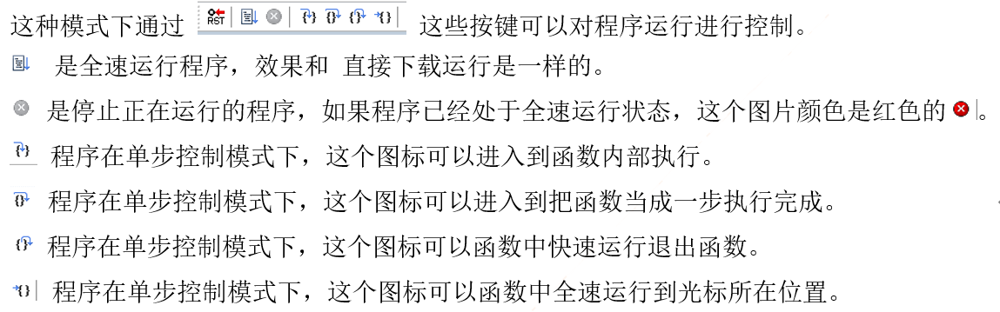 这种模式下通过 RST 这些按键可以对程序运行进行控制。
是全速运行程序，效果和 直接下载运行是一样的。
是停止正在运行的程序，如果程序已经处于全速运行状态，这个图片颜色是红色的。
程序在单步控制模式下，这个图标可以进入到函数内部执行。
程序在单步控制模式下，这个图标可以进入到把函数当成一步执行完成。
程序在单步控制模式下，这个图标可以函数中快速运行退出函数。
程序在单步控制模式下，这个图标可以函数中全速运行到光标所在位置。